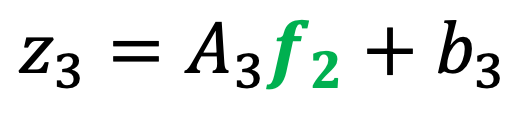 z₃ = A₃f₂ + b₃